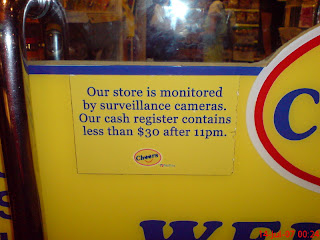 Our store is monitored
by surveillance cameras.
Our cash register contains
less than $30 after 11pm.
Cheers